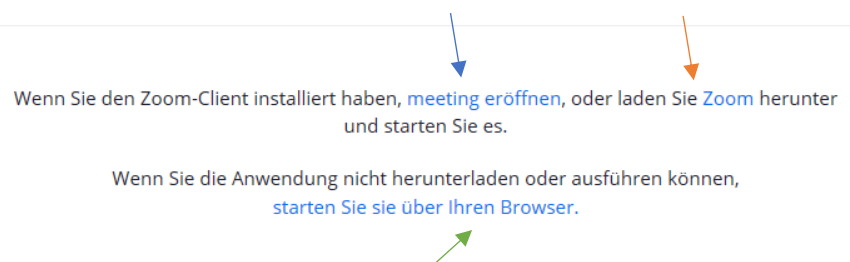 Wenn Sie den Zoom-Client installiert haben, meeting eröffnen, oder laden Sie Zoom herunter
und starten Sie es.
Wenn Sie die Anwendung nicht herunterladen oder ausführen können,
starten Sie sie über Ihren Browser.